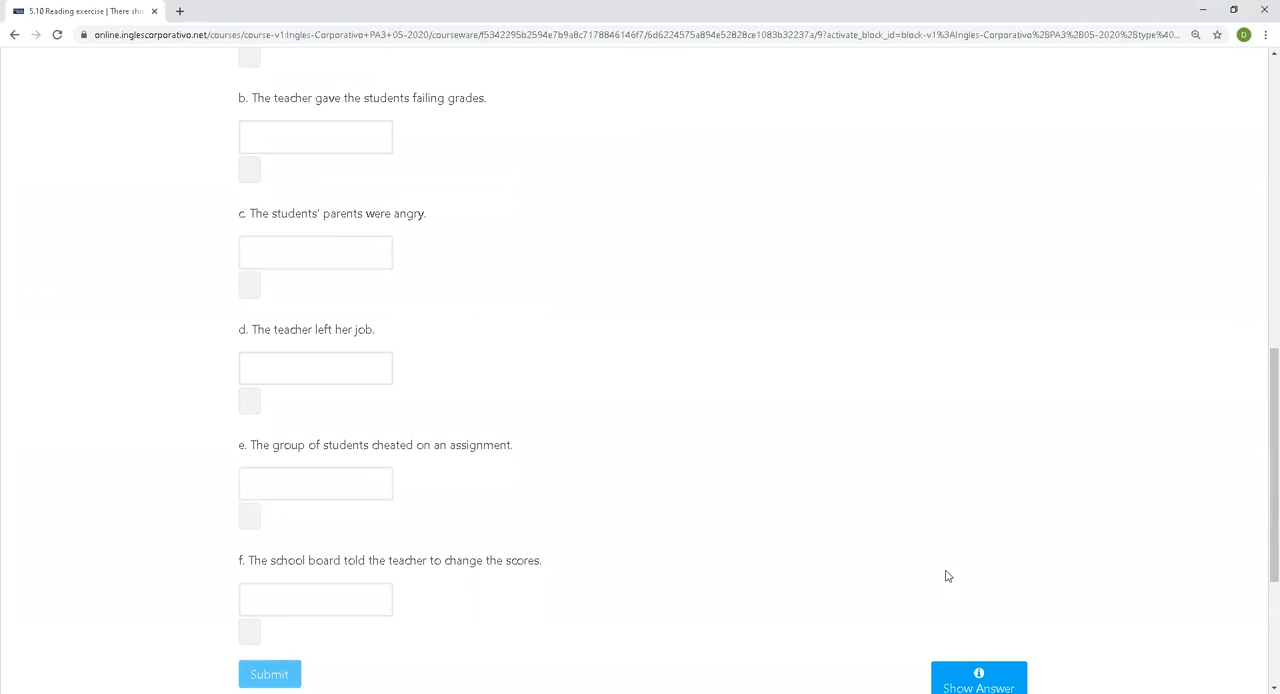 5.10 Reading exercise | There sho
online.inglescorporativo.net/courses/course-v1:Ingles-Corporativo+PA3+05-2020/courseware/f5342295b2594e7b9a8c7178846146f7/6d6224575a894e52828ce1083b32237a/9?activate_block_id=block-v1%3AIngles-Corporativo%2BPA3%2B05-2020%2Btype%40...
D
b. The teacher gave the students failing grades.
c. The students' parents were angry.
d. The teacher left her job.
e. The group of students cheated on an assignment.
f. The school board told the teacher to change the scores.
Submit
Show Answer